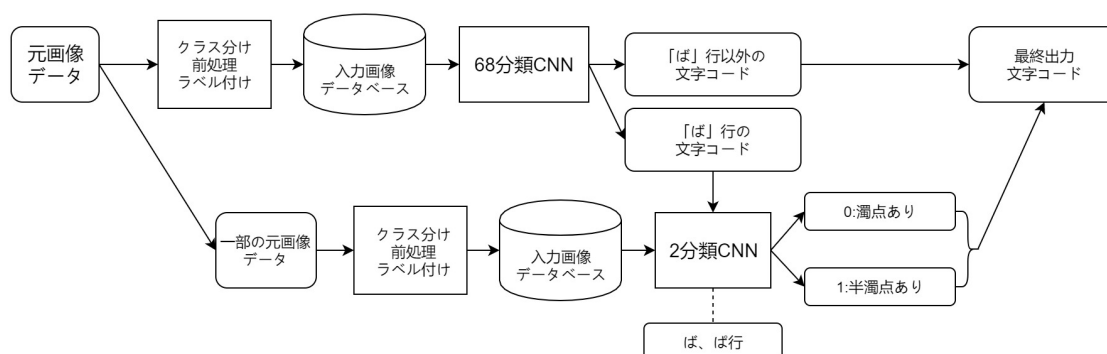 元画像
データ
クラス分け
前処理
ラベル付け
入力画像
データベース
68分類CNN
「ば」行以外の
文字コード
最終出力
文字コード
「ば」行の
文字コード
一部の元画像
データ
クラス分け
前処理
ラベル付け
入力画像
データベース
2分類CNN
0:濁点あり
1:半濁点あり
ば、ぱ行